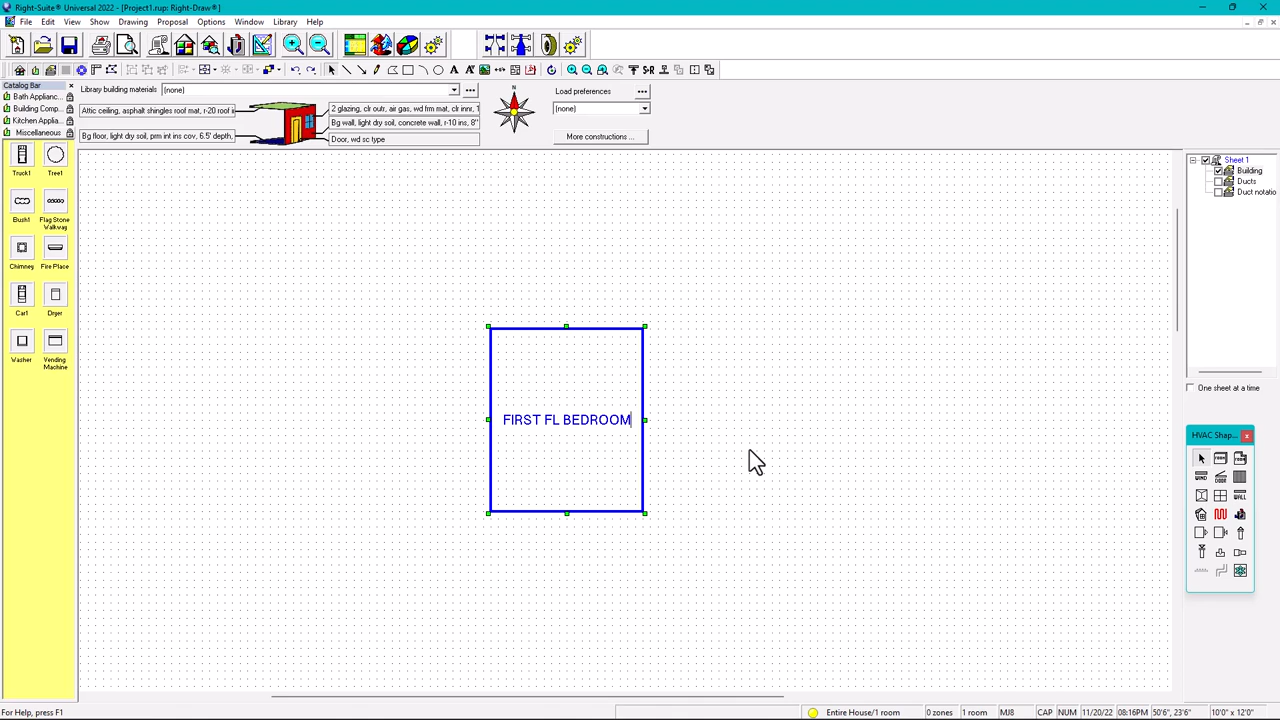 Right-Suite® Universal 2022 - [Project1.rup: Right-Draw®]
File Edit View Show Drawing Proposal Options Window Library Help
Catalog Bar
Bath Applianc...
Building Comp...
Kitchen Applia...
Miscellaneous
Truck1 Tree1
Bush1 Flag Stone Walkway
Chimney Fire Place
Car1 Dryer
Washer Vending Machine
Library building materials (none)
Attic ceiling, asphalt shingles roof mat, r-20 roof i
Bg floor, light dry soil, prm int ins cov, 6.5' depth,
2 glazing, clr outr, air gas, wd frm mat, clr innr, 1
Bg wall, light dry soil, concrete wall, r-10 ins, 8"
Door, wd sc type
N
Load preferences
(none)
More constructions ...
FIRST FL BEDROOM
Sheet 1
Building
Ducts
Duct notatio
One sheet at a time
HVAC Shap...
For Help, press F1
Entire House/1 room 0 zones 1 room MJ8 CAP NUM 11/20/22 08:16PM 50'6", 23'6" 10'0" x 12'0"